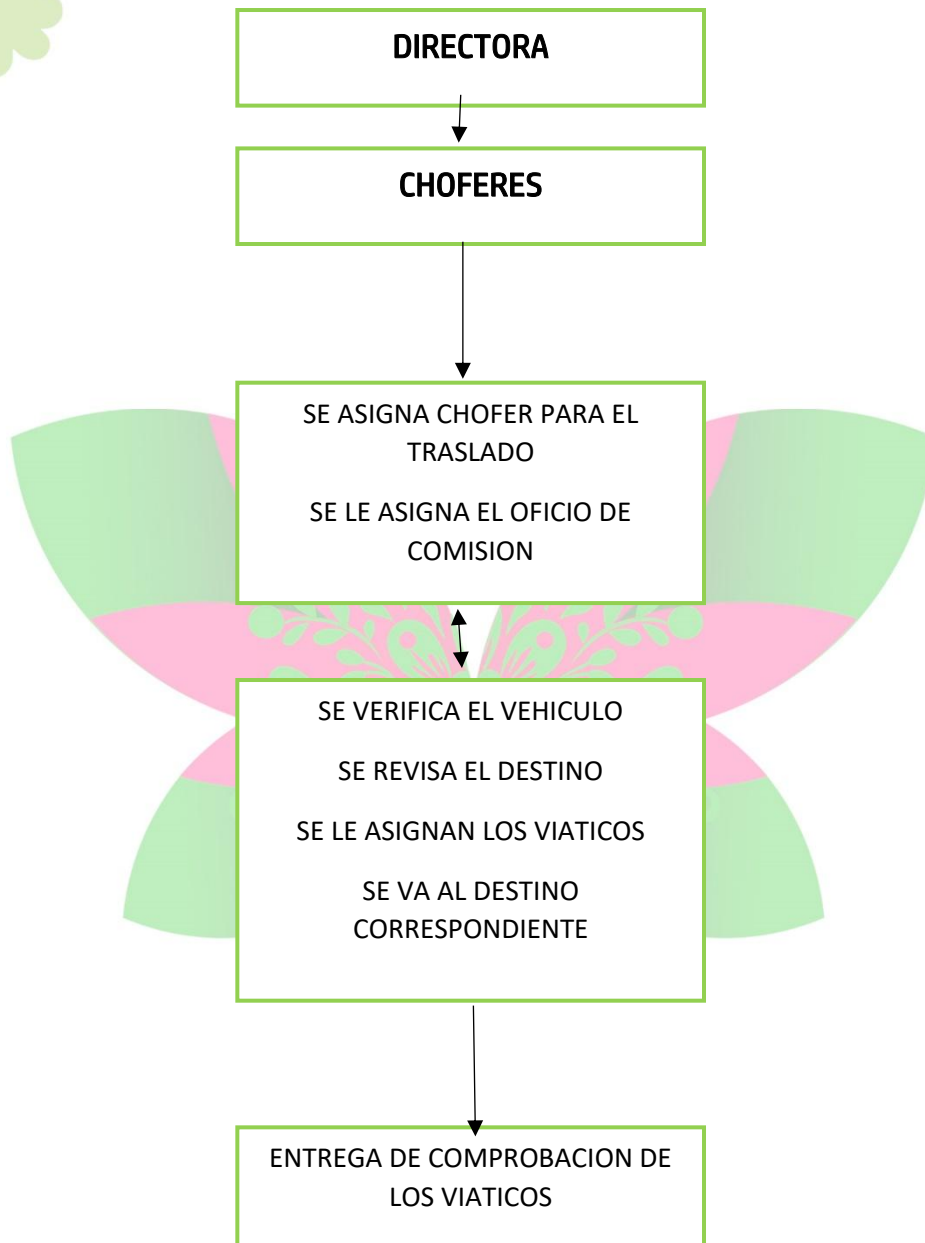 DIRECTORA
CHOFERES
SE ASIGNA CHOFER PARA EL
TRASLADO
SE LE ASIGNA EL OFICIO DE
COMISION
SE VERIFICA EL VEHICULO
SE REVISA EL DESTINO
SE LE ASIGNAN LOS VIATICOS
SE VA AL DESTINO
CORRESPONDIENTE
ENTREGA DE COMPROBACION DE
LOS VIATICOS